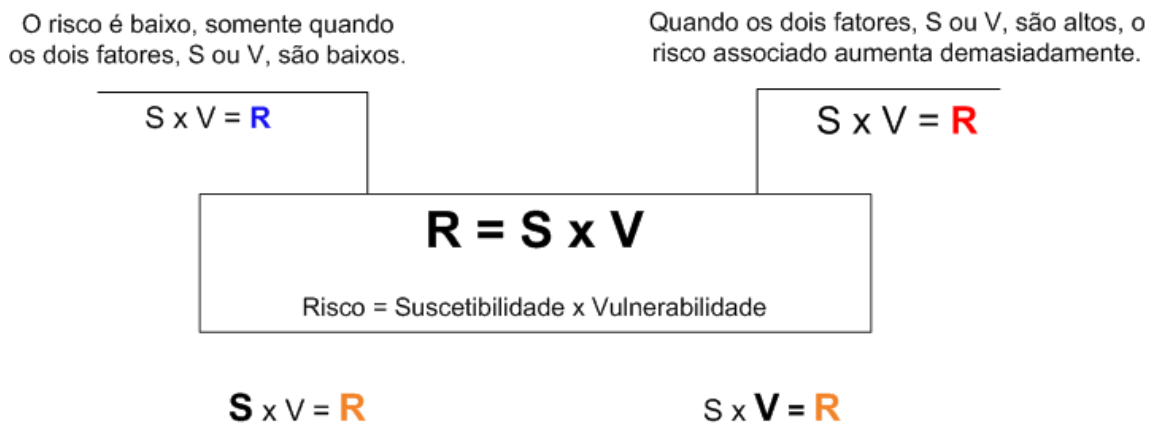 O risco é baixo, somente quando
os dois fatores, S ou V, são baixos.
Quando os dois fatores, S ou V, são altos, o
risco associado aumenta demasiadamente.
S x V = R
S x V = R
R = S x V
Risco = Suscetibilidade x Vulnerabilidade
S x V = R
S x V = R